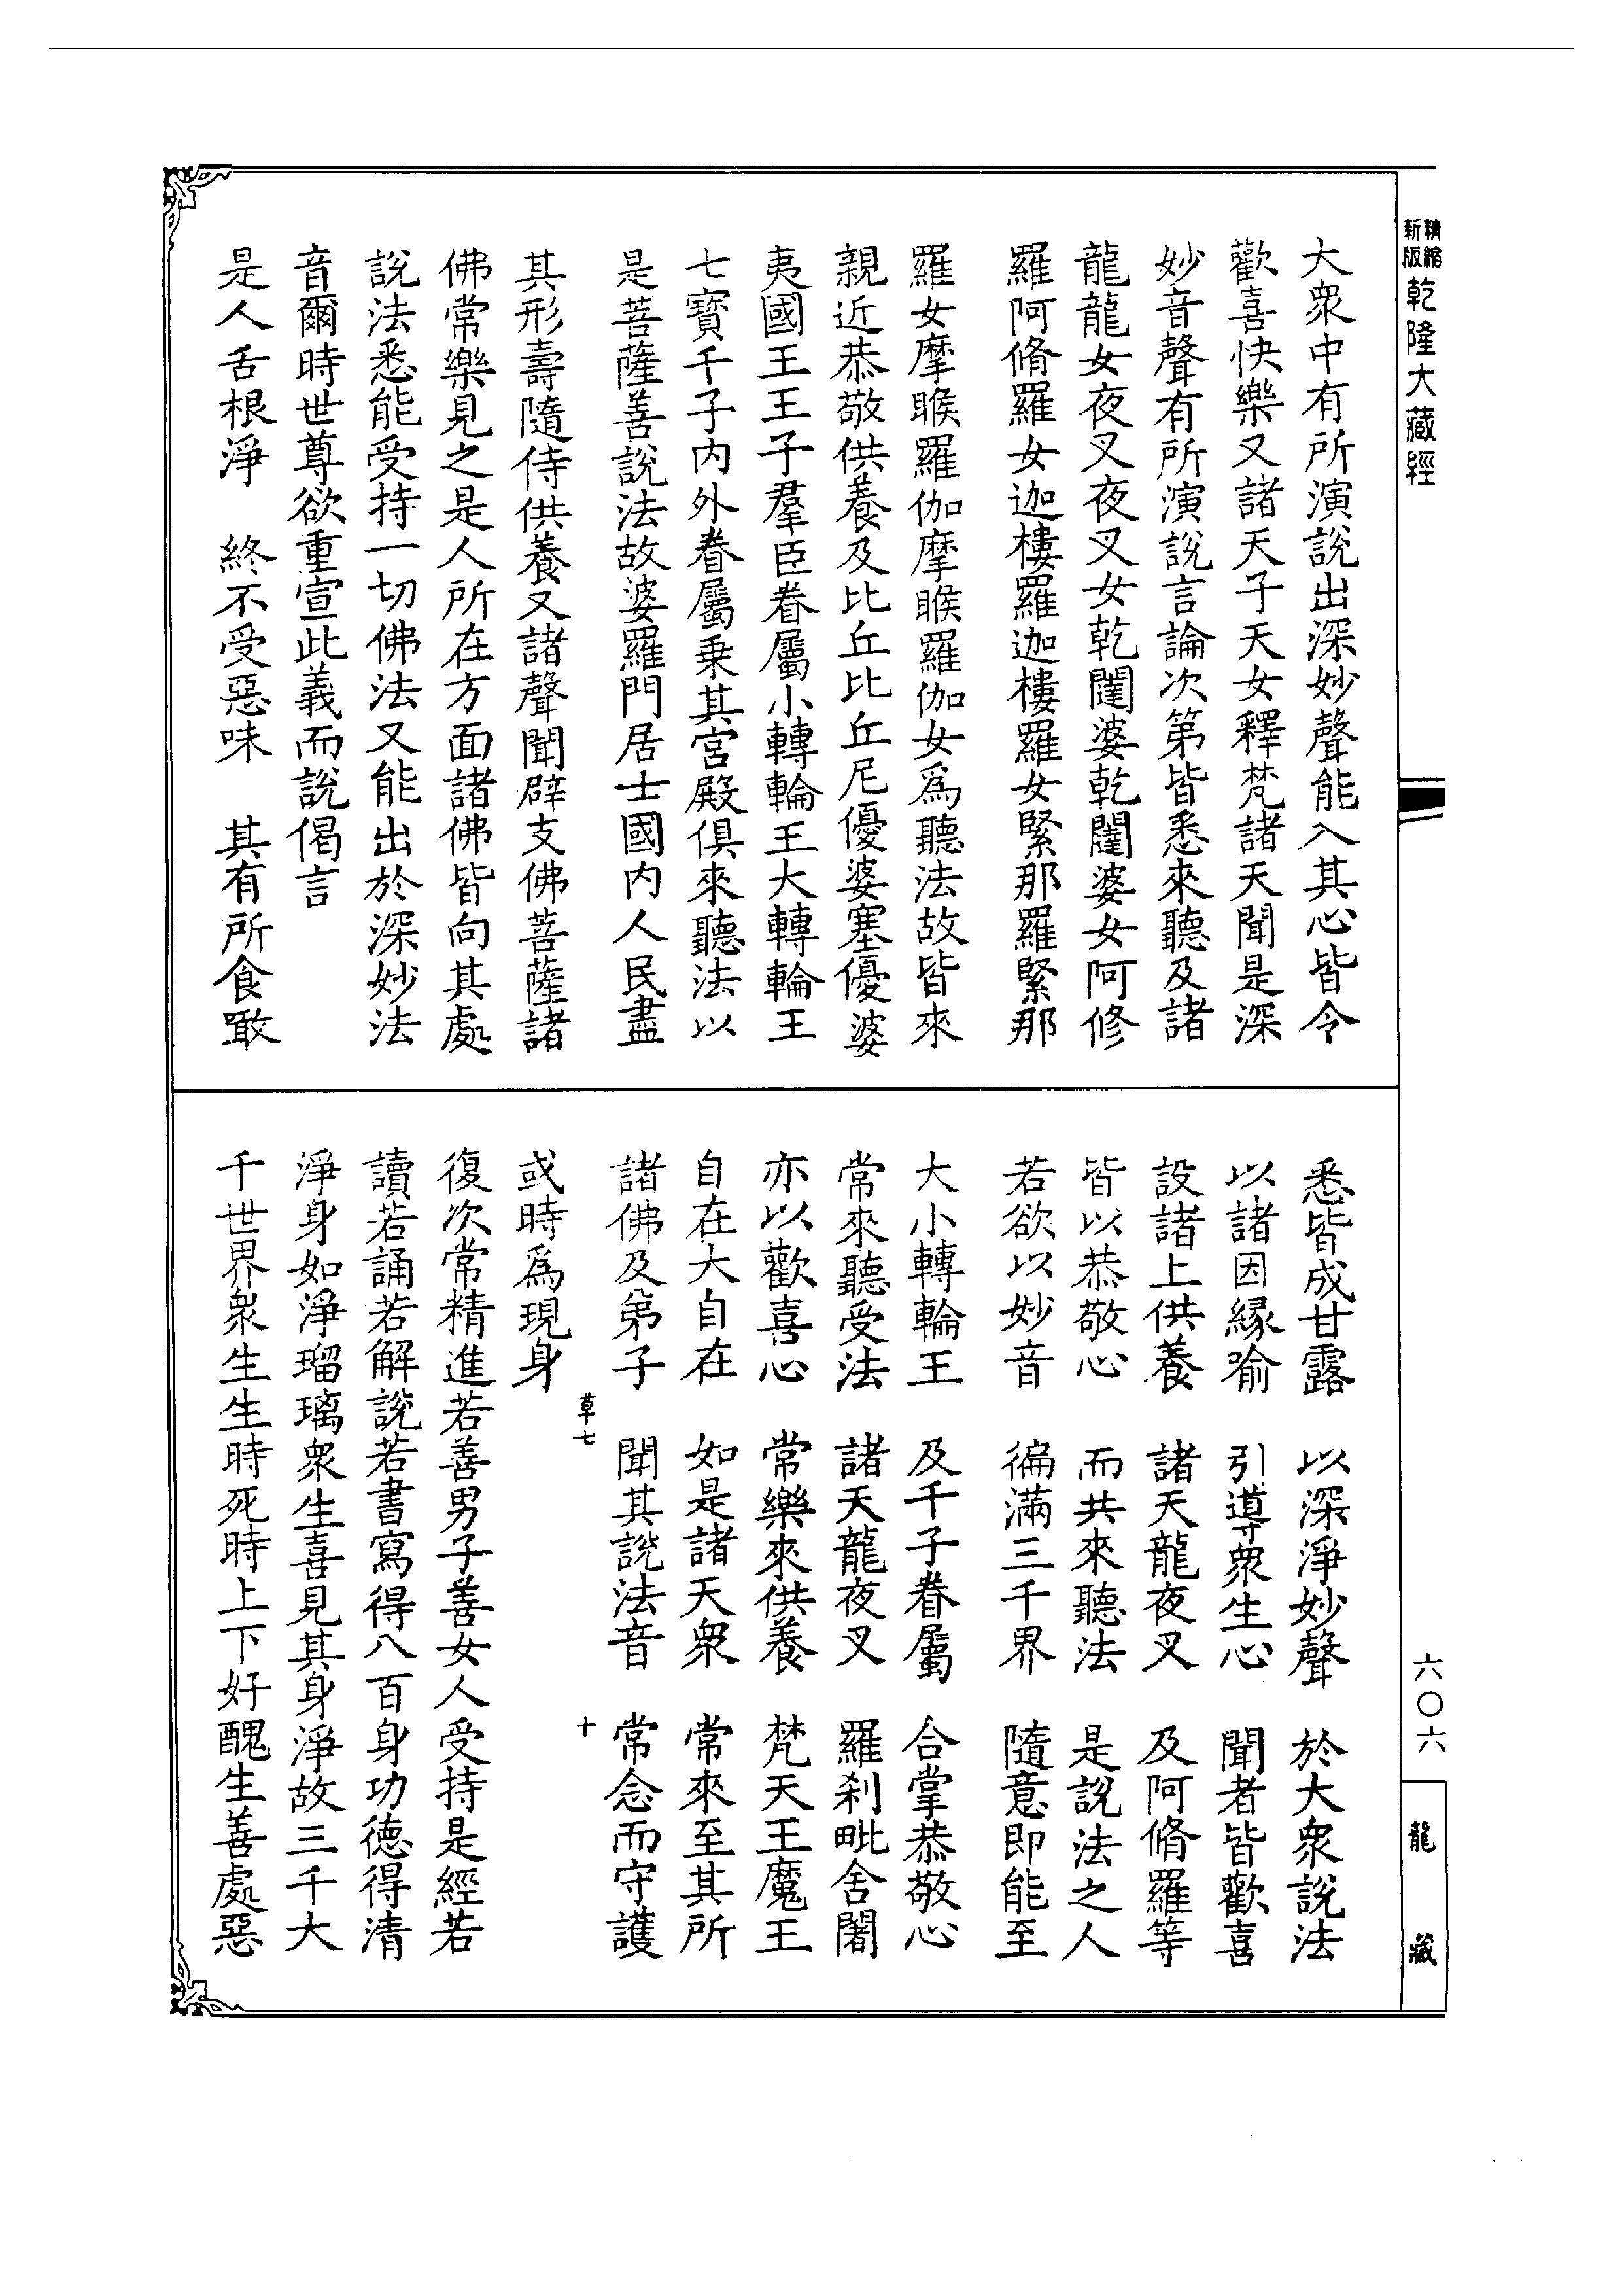 精縮新版乾隆大藏經
大衆中有所演說出深妙聲能入其心皆令
歡喜快樂又諸天子天女釋梵諸天聞是深
妙音聲有所演說言論次第皆悉來聽及諸
龍龍女夜叉夜叉女乾闥婆乾闥婆女阿修
羅阿脩羅女迦樓羅迦樓羅女緊那羅緊那
羅女摩睺羅伽摩睺羅伽女爲聽法故皆來
親近恭敬供養及比丘比丘尼優婆塞優婆
夷國王王子羣臣眷屬小轉輪王大轉輪王
七寶千子內外眷屬乗其宮殿俱來聽法以
是菩薩善說法故婆羅門居士國內人民盡
其形壽隨侍供養又諸聲聞辟支佛菩薩諸
佛常樂見之是人所在方面諸佛皆向其處
說法悉能受持一切佛法又能出於深妙法
音爾時世尊欲重宣此義而說偈言
是人舌根淨　終不受惡味　其有所食噉
悉皆成甘露　以深淨妙聲　於大衆說法
以諸因緣喻　引導衆生心　聞者皆歡喜
設諸上供養　諸天龍夜叉　及阿脩羅等
皆以恭敬心　而共來聽法　是說法之人
若欲以妙音　徧滿三千界　隨意即能至
大小轉輪王　及千子眷屬　合掌恭敬心
常來聽受法　諸天龍夜叉　羅刹毗舍闍
亦以歡喜心　常樂來供養　梵天王魔王
自在大自在　如是諸天衆　常來至其所
諸佛及弟子　聞其說法音　常念而守護
草七　十
或時爲現身
復次常精進若善男子善女人受持是經若
讀若誦若解說若書寫得八百身功德得清
淨身如淨瑠璃衆生喜見其身淨故三千大
千世界衆生生時死時上下好醜生善處惡
六〇六
龍藏